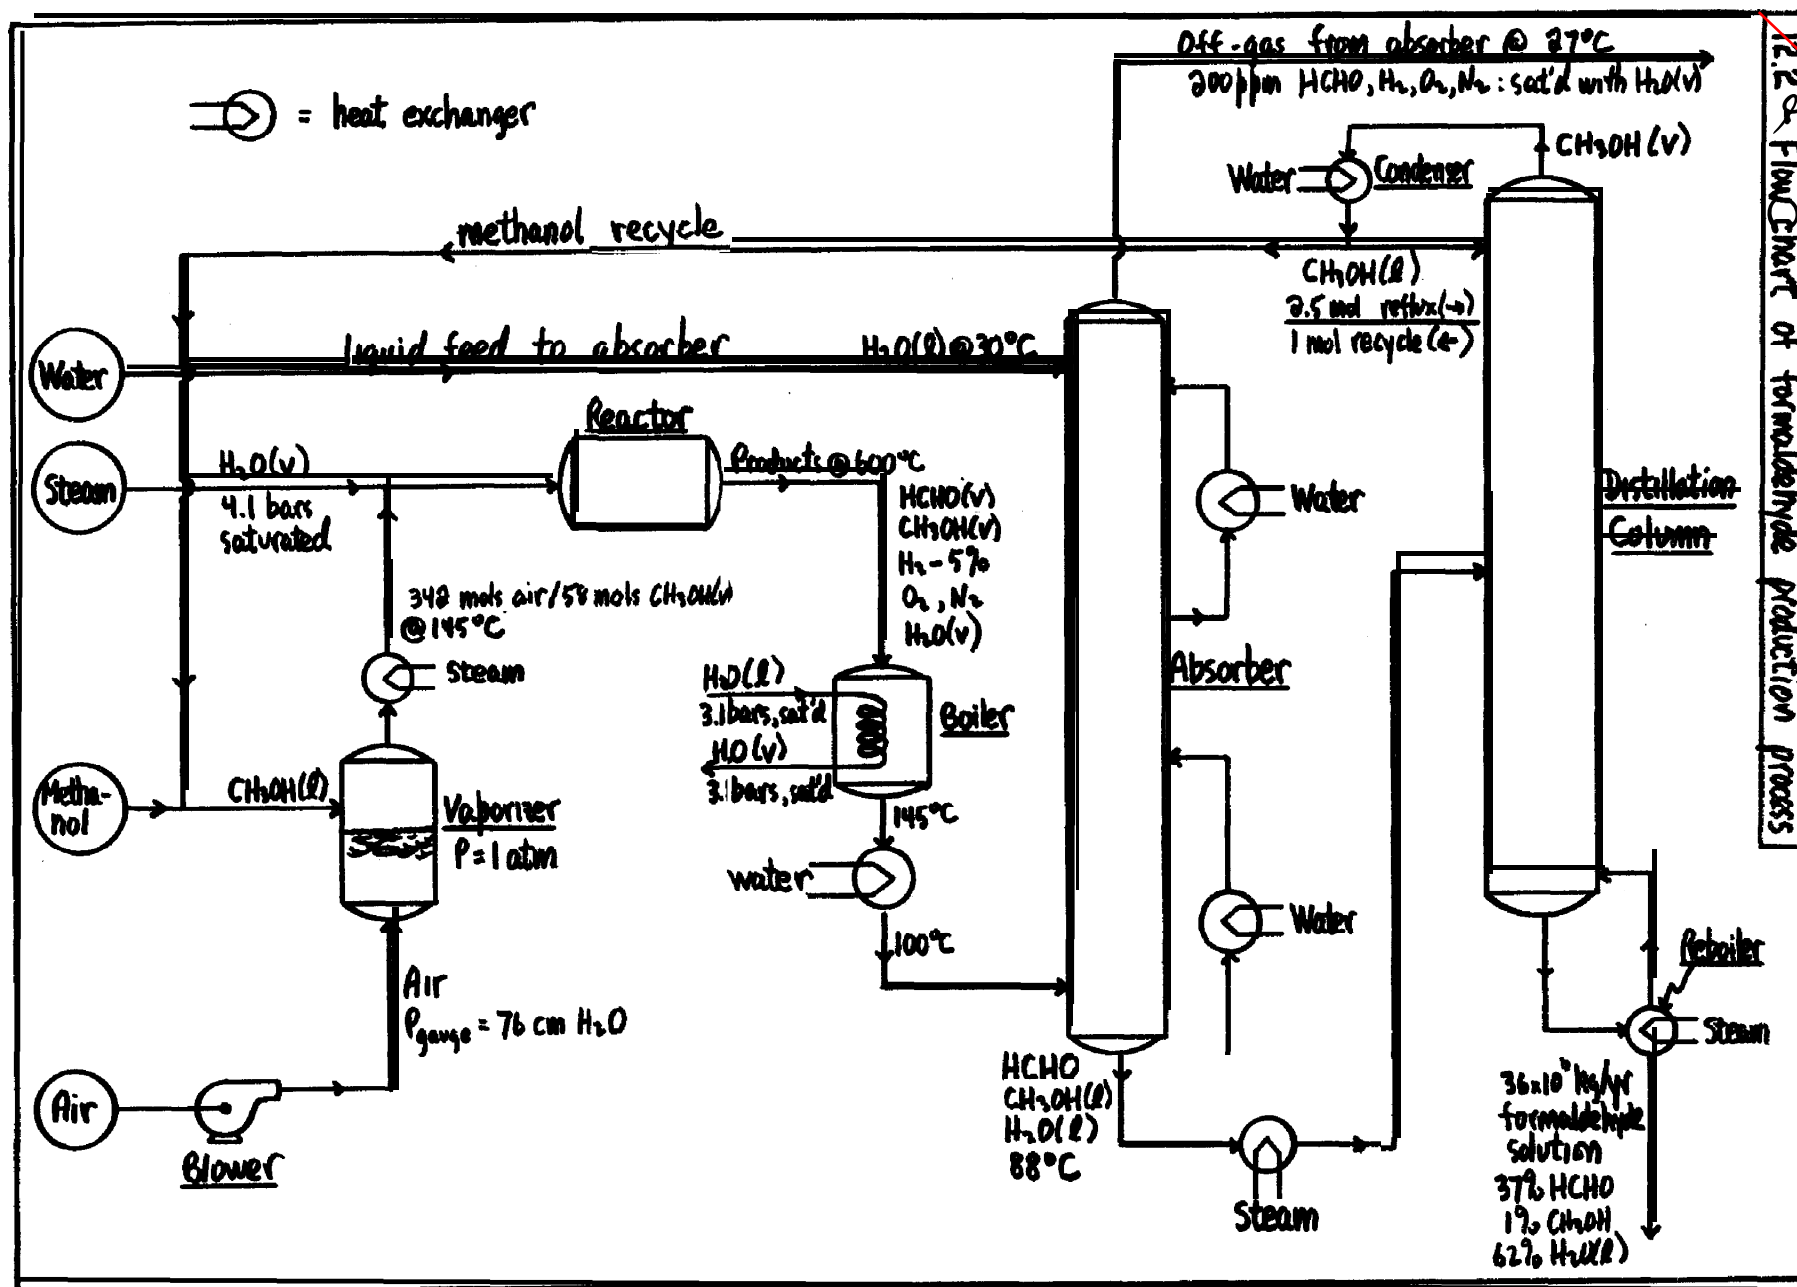 Off-gas from absorber @ 27°C
200 ppm HCHO, H₂, O₂, N₂ : sat'd with H₂O(v)
= heat exchanger
CH₃OH(v)
Water
Condenser
methanol recycle
CH₃OH(l)
2.5 mol reflux(→)
1 mol recycle(←)
Water
liquid feed to absorber
H₂O(l)@30°C
Reactor
Steam
H₂O(v)
4.1 bars
saturated
Products @ 600°C
HCHO(v)
CH₃OH(v)
H₂ - 5%
O₂, N₂
H₂O(v)
Water
Distillation
Column
342 mols air/58 mols CH₃OH(v)
@ 145°C
Steam
H₂O(l)
3.1 bars, sat'd
H₂O(v)
3.1 bars, sat'd
Boiler
Absorber
Metha-
nol
CH₃OH(l)
Vaporizer
P = 1 atm
145°C
water
100°C
Water
Air
Pgauge = 76 cm H₂O
Reboiler
Steam
Air
Blower
HCHO
CH₃OH(l)
H₂O(l)
88°C
Steam
formaldehyde
solution
37% HCHO
1% CH₃OH
62% H₂O(l)
Flow chart of formaldehyde production process